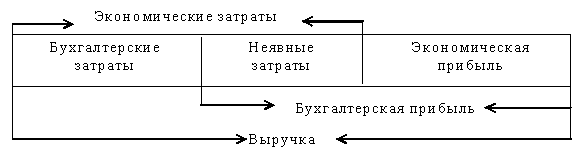 Экономические затраты
Бухгалтерские затраты
Неявные затраты
Экономическая прибыль
Бухгалтерская прибыль
Выручка